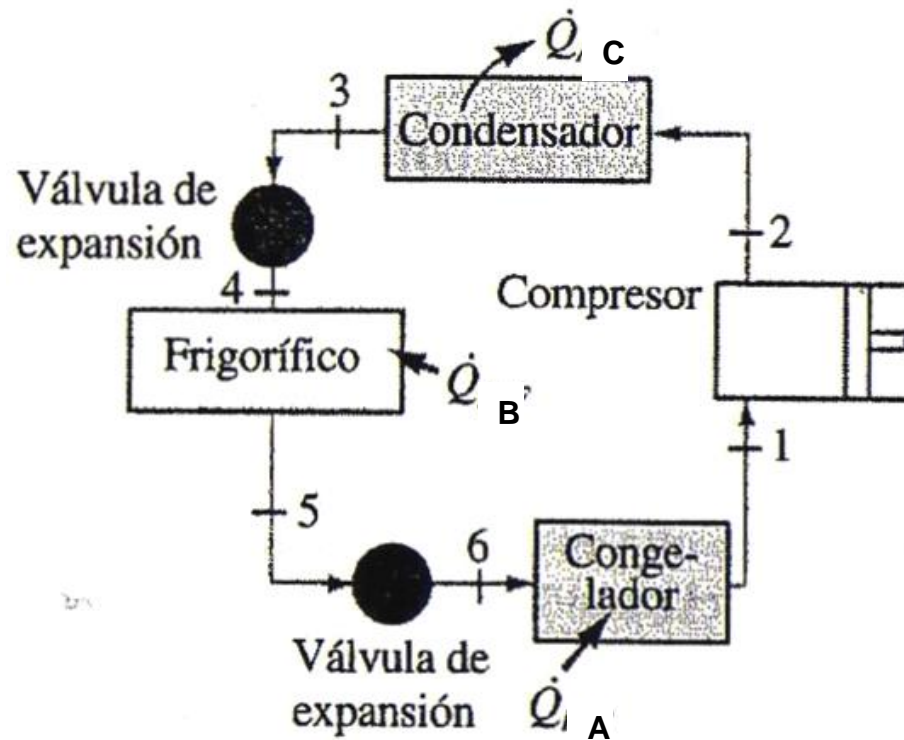 Q̇ C
3
Condensador
Válvula de
expansión
2
4
Compresor
Frigorífico
Q̇
B
1
5
6
Conge-
lador
Válvula de
expansión
Q̇ A